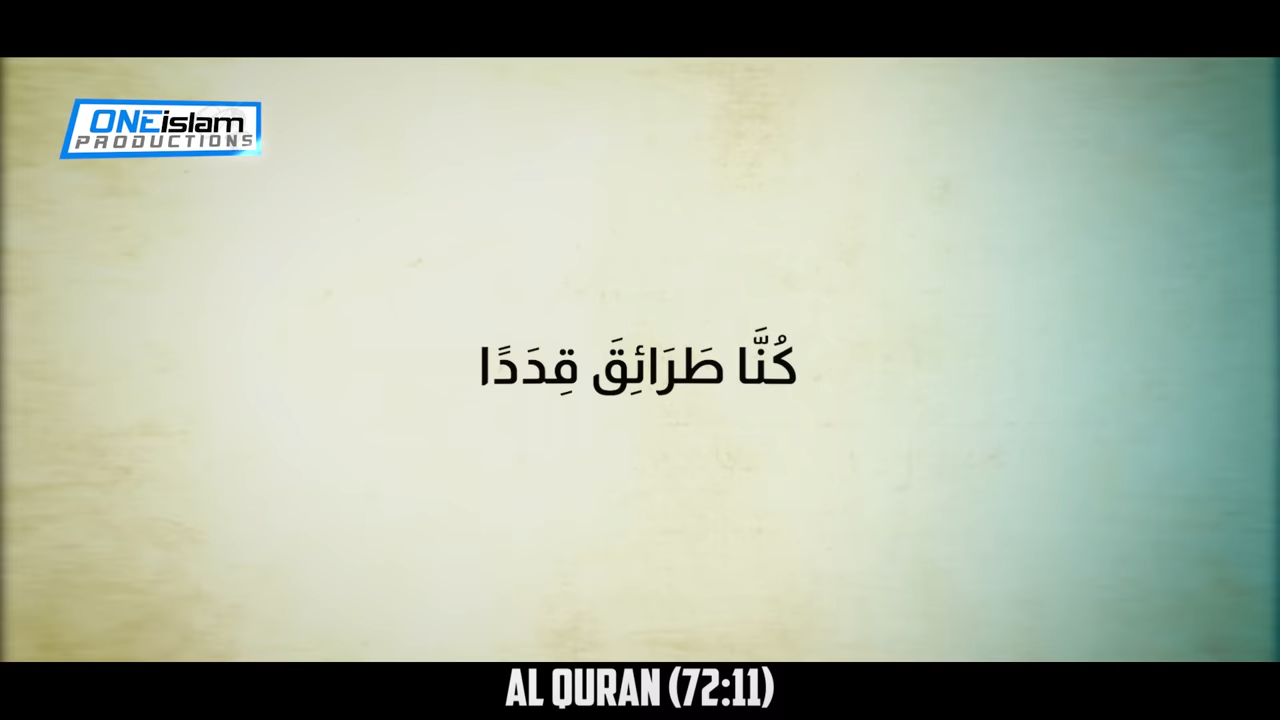 ONEislam
PRODUCTIONS
كُنَّا طَرَائِقَ قِدَدًا
AL QURAN (72:11)